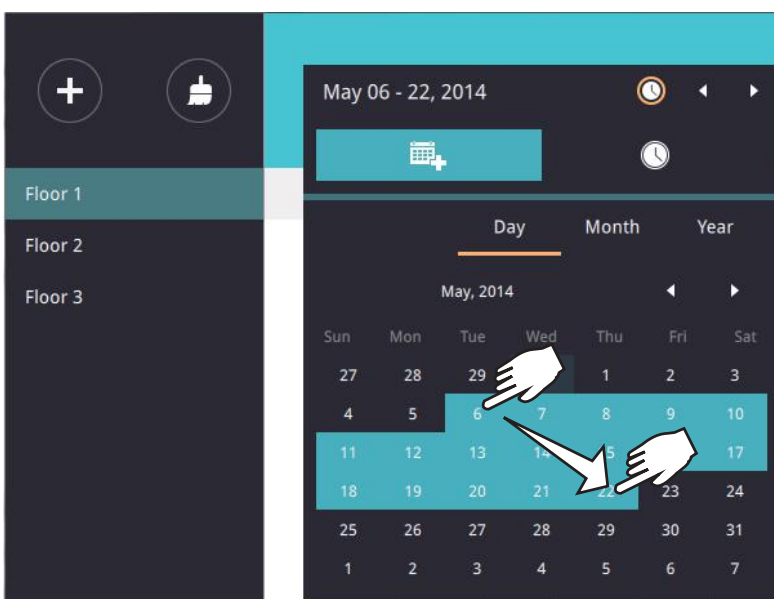 Floor 1
Floor 2
Floor 3
May 06 - 22, 2014
Day Month Year
May, 2014
Sun Mon Tue Wed Thu Fri Sat
27 28 29 1 2 3
4 5 6 7 8 9 10
11 12 13 14 17
18 19 20 21 22 23 24
25 26 27 28 29 30 31
1 2 3 4 5 6 7